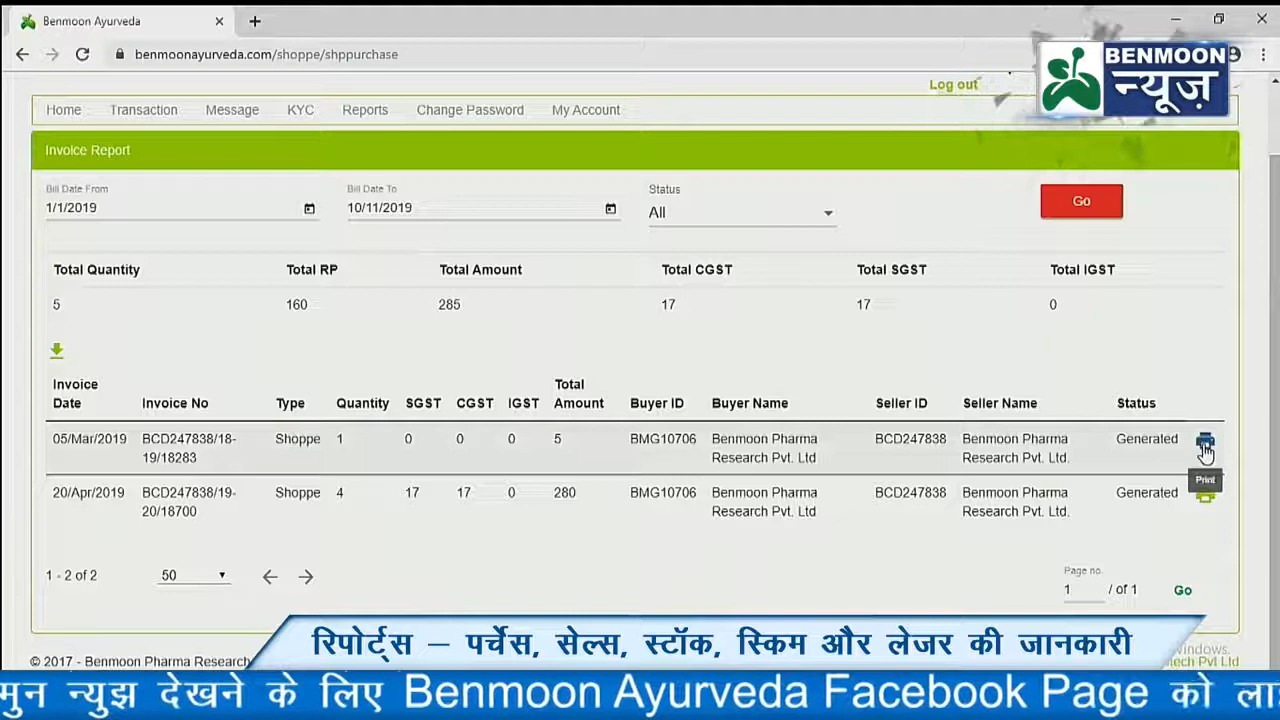 Benmoon Ayurveda
benmoonayurveda.com/shoppe/shppurchase
BENMOON
न्यूज़
Log out
Home Transaction Message KYC Reports Change Password My Account
Invoice Report
Bill Date From Bill Date To Status
1/1/2019 10/11/2019 All Go
Total Quantity Total RP Total Amount Total CGST Total SGST Total IGST
5 160 285 17 17 0
Invoice Date Invoice No Type Quantity SGST CGST IGST Total Amount Buyer ID Buyer Name Seller ID Seller Name Status
05/Mar/2019 BCD247838/18- Shoppe 1 0 0 0 5 BMG10706 Benmoon Pharma BCD247838 Benmoon Pharma Generated
19/18283 Research Pvt. Ltd Research Pvt. Ltd.
Print
20/Apr/2019 BCD247838/19- Shoppe 4 17 17 0 280 BMG10706 Benmoon Pharma BCD247838 Benmoon Pharma Generated
20/18700 Research Pvt. Ltd Research Pvt. Ltd.
Page no.
1 - 2 of 2 50 1 / of 1 Go
रिपोर्ट्स – पर्चेस, सेल्स, स्टॉक, स्किम और लेजर की जानकारी
© 2017 - Benmoon Pharma Research Pvt Ltd
मुन न्युझ देखने के लिए Benmoon Ayurveda Facebook Page को ला